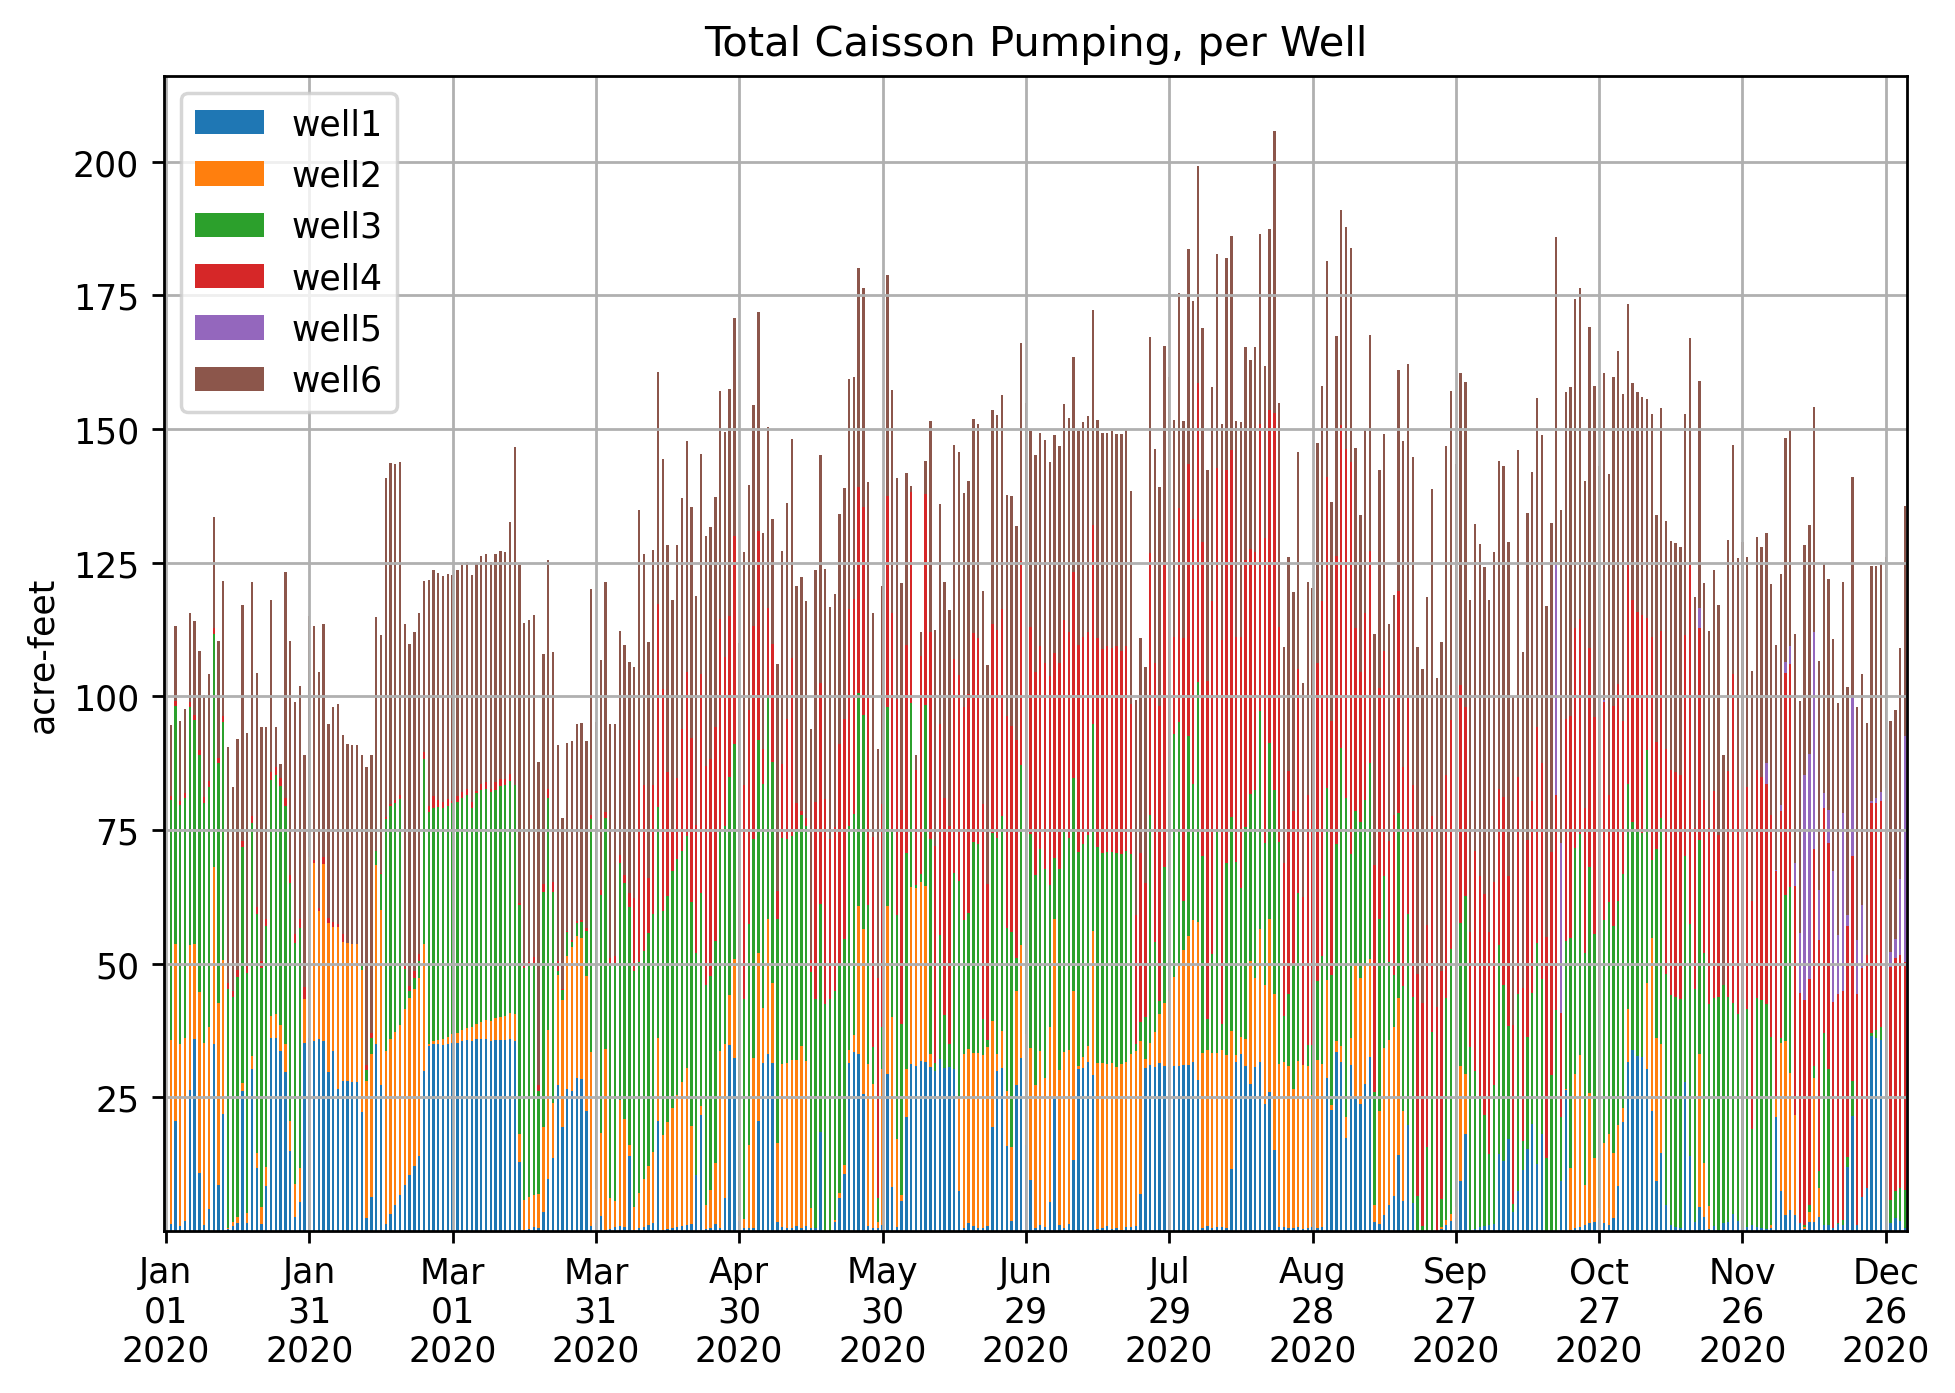 Total Caisson Pumping, per Well
well1
well2
well3
well4
well5
well6
200
175
150
125
100
75
50
25
acre-feet
Jan Jan Mar Mar Apr May Jun Jul Aug Sep Oct Nov Dec
01 31 01 31 30 30 29 29 28 27 27 26 26
2020 2020 2020 2020 2020 2020 2020 2020 2020 2020 2020 2020 2020